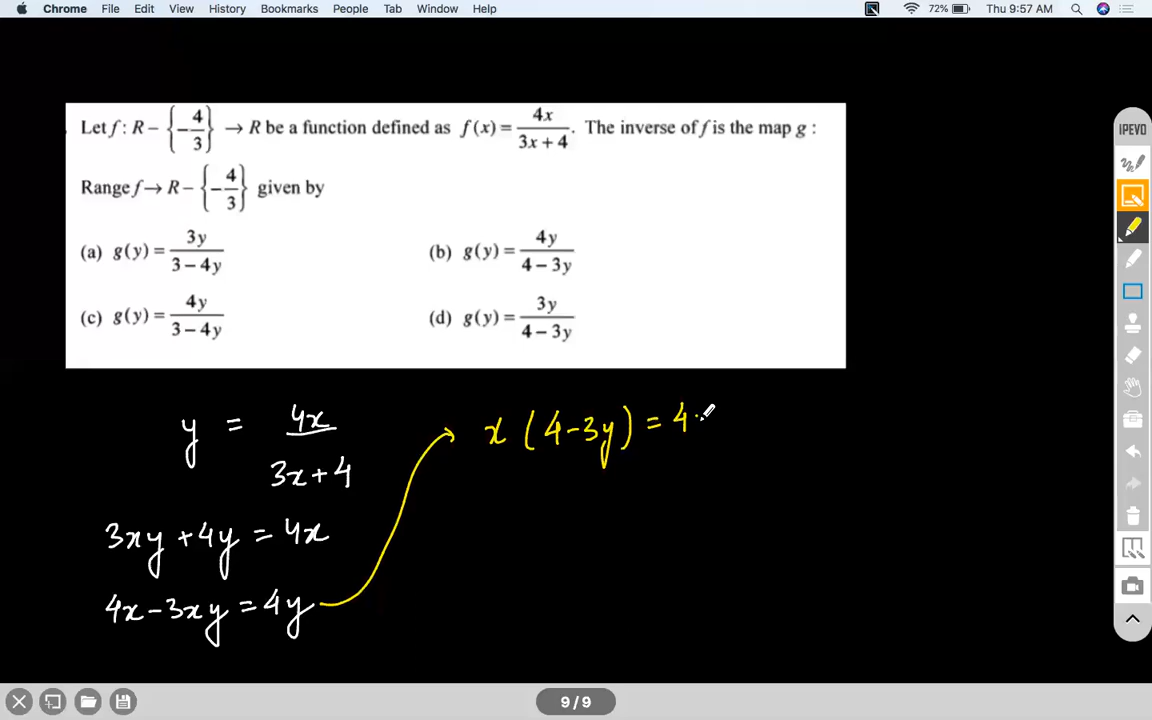 Chrome File Edit View History Bookmarks People Tab Window Help 72% Thu 9:57 AM
Let f : R – {–4/3} → R be a function defined as f(x) = 4x/(3x + 4). The inverse of f is the map g :
Range f → R – {–4/3} given by
(a) g(y) = 3y/(3 – 4y) (b) g(y) = 4y/(4 – 3y)
(c) g(y) = 4y/(3 – 4y) (d) g(y) = 3y/(4 – 3y)
y = 4x/(3x+4)
3xy + 4y = 4x
4x – 3xy = 4y
x (4 – 3y) = 4
IPEVO
9 / 9